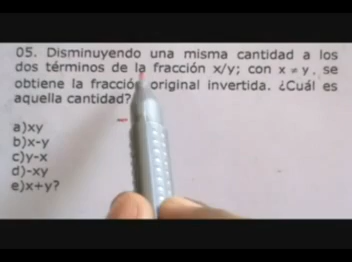 05. Disminuyendo una misma cantidad a los
dos términos de la fracción x/y; con x ≠ y. se
obtiene la fracción original invertida. ¿Cuál es
aquella cantidad?
a)xy
b)x-y
c)y-x
d)-xy
e)x+y?